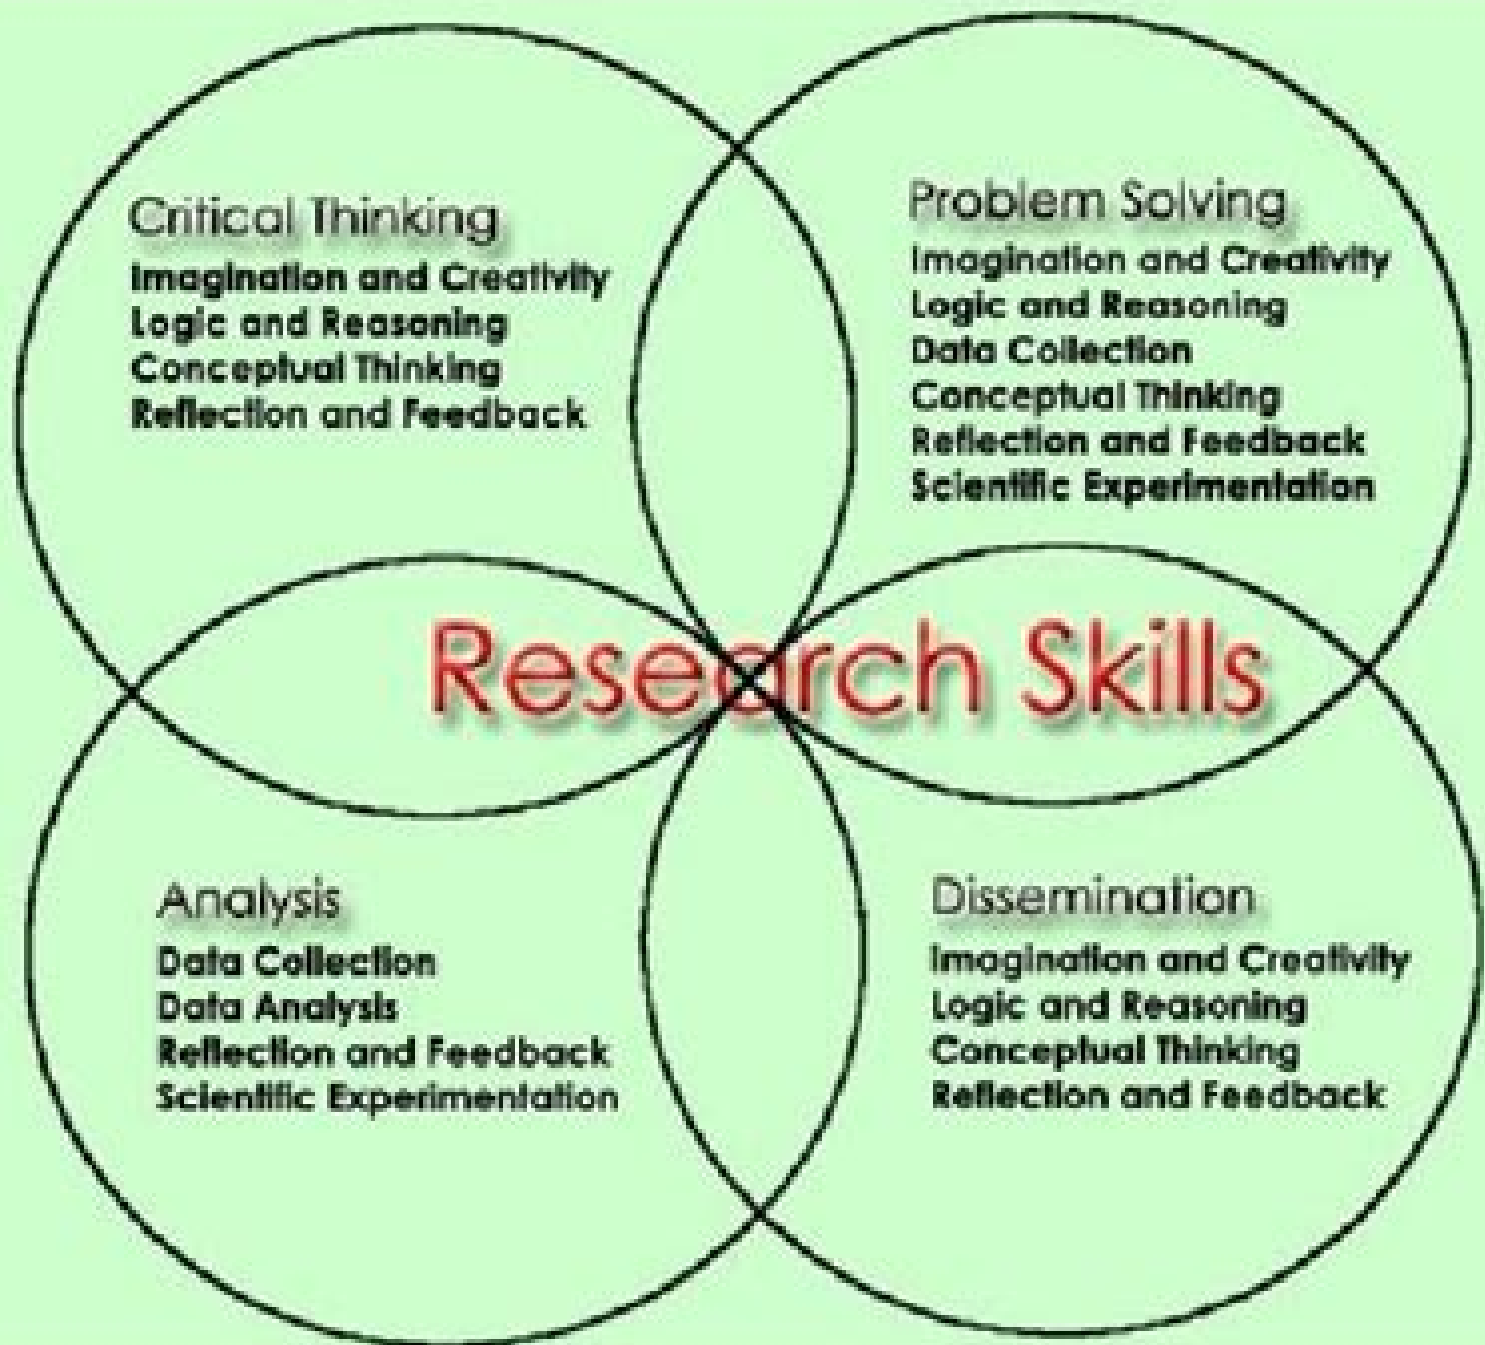 Critical Thinking
Imagination and Creativity
Logic and Reasoning
Conceptual Thinking
Reflection and Feedback
Problem Solving
Imagination and Creativity
Logic and Reasoning
Data Collection
Conceptual Thinking
Reflection and Feedback
Scientific Experimentation
Research Skills
Analysis
Data Collection
Data Analysis
Reflection and Feedback
Scientific Experimentation
Dissemination
Imagination and Creativity
Logic and Reasoning
Conceptual Thinking
Reflection and Feedback